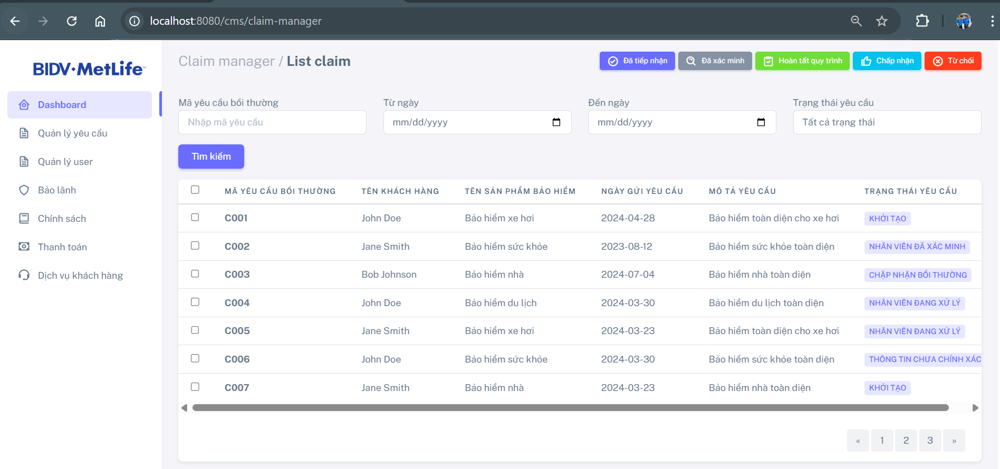 localhost:8080/cms/claim-manager
BIDV MetLife
Dashboard
Quản lý yêu cầu
Quản lý user
Bảo lãnh
Chính sách
Thanh toán
Dịch vụ khách hàng
Claim manager / List claim
Đã tiếp nhận
Đã xác minh
Hoàn tất quy trình
Chấp nhận
Từ chối
Mã yêu cầu bồi thường
Từ ngày
Đến ngày
Trạng thái yêu cầu
Nhập mã yêu cầu
mm/dd/yyyy
mm/dd/yyyy
Tất cả trạng thái
Tìm kiếm
MÃ YÊU CẦU BỒI THƯỜNG TÊN KHÁCH HÀNG TÊN SẢN PHẨM BẢO HIỂM NGÀY GỬI YÊU CẦU MÔ TẢ YÊU CẦU TRẠNG THÁI YÊU CẦU
C001 John Doe Bảo hiểm xe hơi 2024-04-28 Bảo hiểm toàn diện cho xe hơi KHỞI TẠO
C002 Jane Smith Bảo hiểm sức khỏe 2023-08-12 Bảo hiểm sức khỏe toàn diện NHÂN VIÊN ĐÃ XÁC MINH
C003 Bob Johnson Bảo hiểm nhà 2024-07-04 Bảo hiểm nhà toàn diện CHẤP NHẬN BỒI THƯỜNG
C004 John Doe Bảo hiểm du lịch 2024-03-30 Bảo hiểm du lịch toàn diện NHÂN VIÊN ĐANG XỬ LÝ
C005 Jane Smith Bảo hiểm xe hơi 2024-03-23 Bảo hiểm toàn diện cho xe hơi NHÂN VIÊN ĐANG XỬ LÝ
C006 John Doe Bảo hiểm sức khỏe 2024-03-30 Bảo hiểm sức khỏe toàn diện THÔNG TIN CHƯA CHÍNH XÁC
C007 Jane Smith Bảo hiểm nhà 2024-03-23 Bảo hiểm nhà toàn diện KHỞI TẠO
« 1 2 3 »